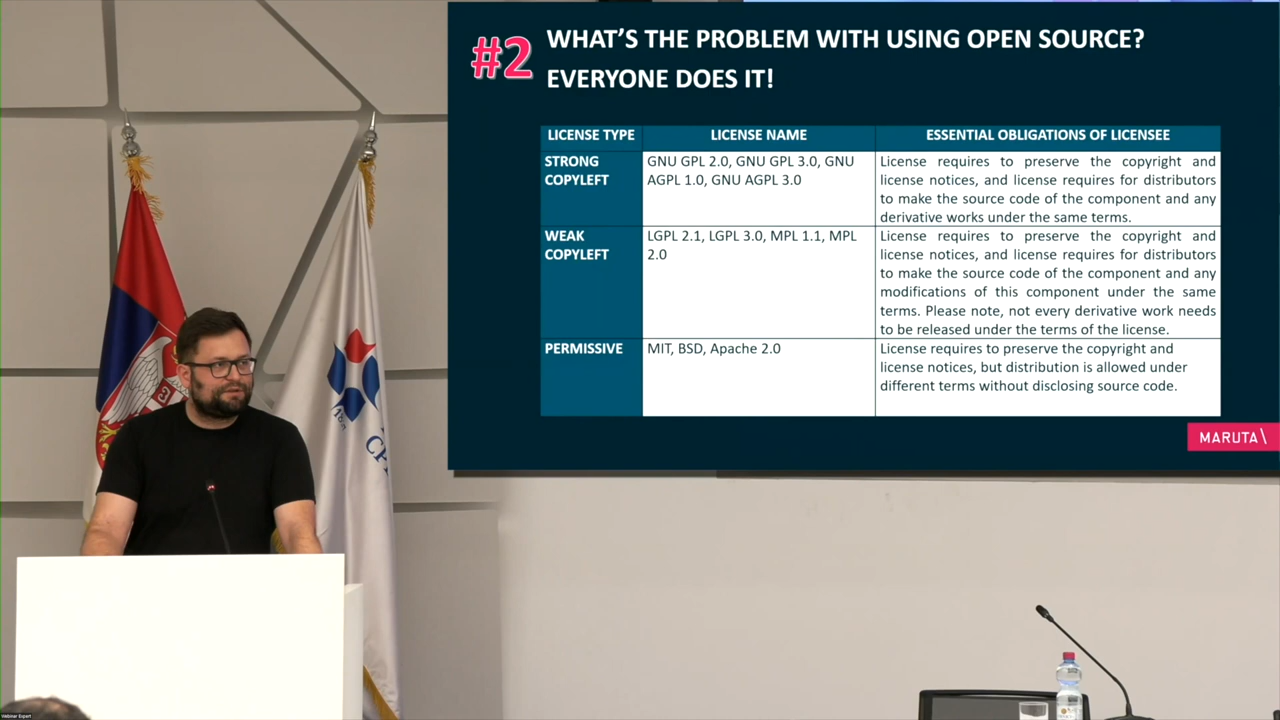 #2
WHAT'S THE PROBLEM WITH USING OPEN SOURCE?
EVERYONE DOES IT!
LICENSE TYPE
LICENSE NAME
ESSENTIAL OBLIGATIONS OF LICENSEE
STRONG
COPYLEFT
GNU GPL 2.0, GNU GPL 3.0, GNU
AGPL 1.0, GNU AGPL 3.0
License requires to preserve the copyright and
license notices, and license requires for distributors
to make the source code of the component and any
derivative works under the same terms.
WEAK
COPYLEFT
LGPL 2.1, LGPL 3.0, MPL 1.1, MPL
2.0
License requires to preserve the copyright and
license notices, and license requires for distributors
to make the source code of the component and any
modifications of this component under the same
terms. Please note, not every derivative work needs
to be released under the terms of the license.
PERMISSIVE
MIT, BSD, Apache 2.0
License requires to preserve the copyright and
license notices, but distribution is allowed under
different terms without disclosing source code.
MARUTA\
Webinar Expert